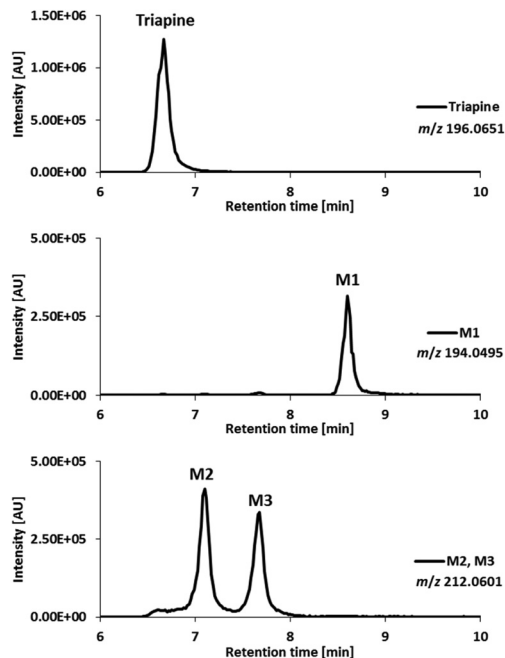 Triapine
1.50E+06
1.00E+06
5.00E+05
0.00E+00
Intensity [AU]
6 7 8 9 10
Retention time [min]
Triapine
m/z 196.0651
M1
5.00E+05
2.50E+05
0.00E+00
Intensity [AU]
6 7 8 9 10
Retention time [min]
M1
m/z 194.0495
M2
M3
5.00E+05
2.50E+05
0.00E+00
Intensity [AU]
6 7 8 9 10
Retention time [min]
M2, M3
m/z 212.0601